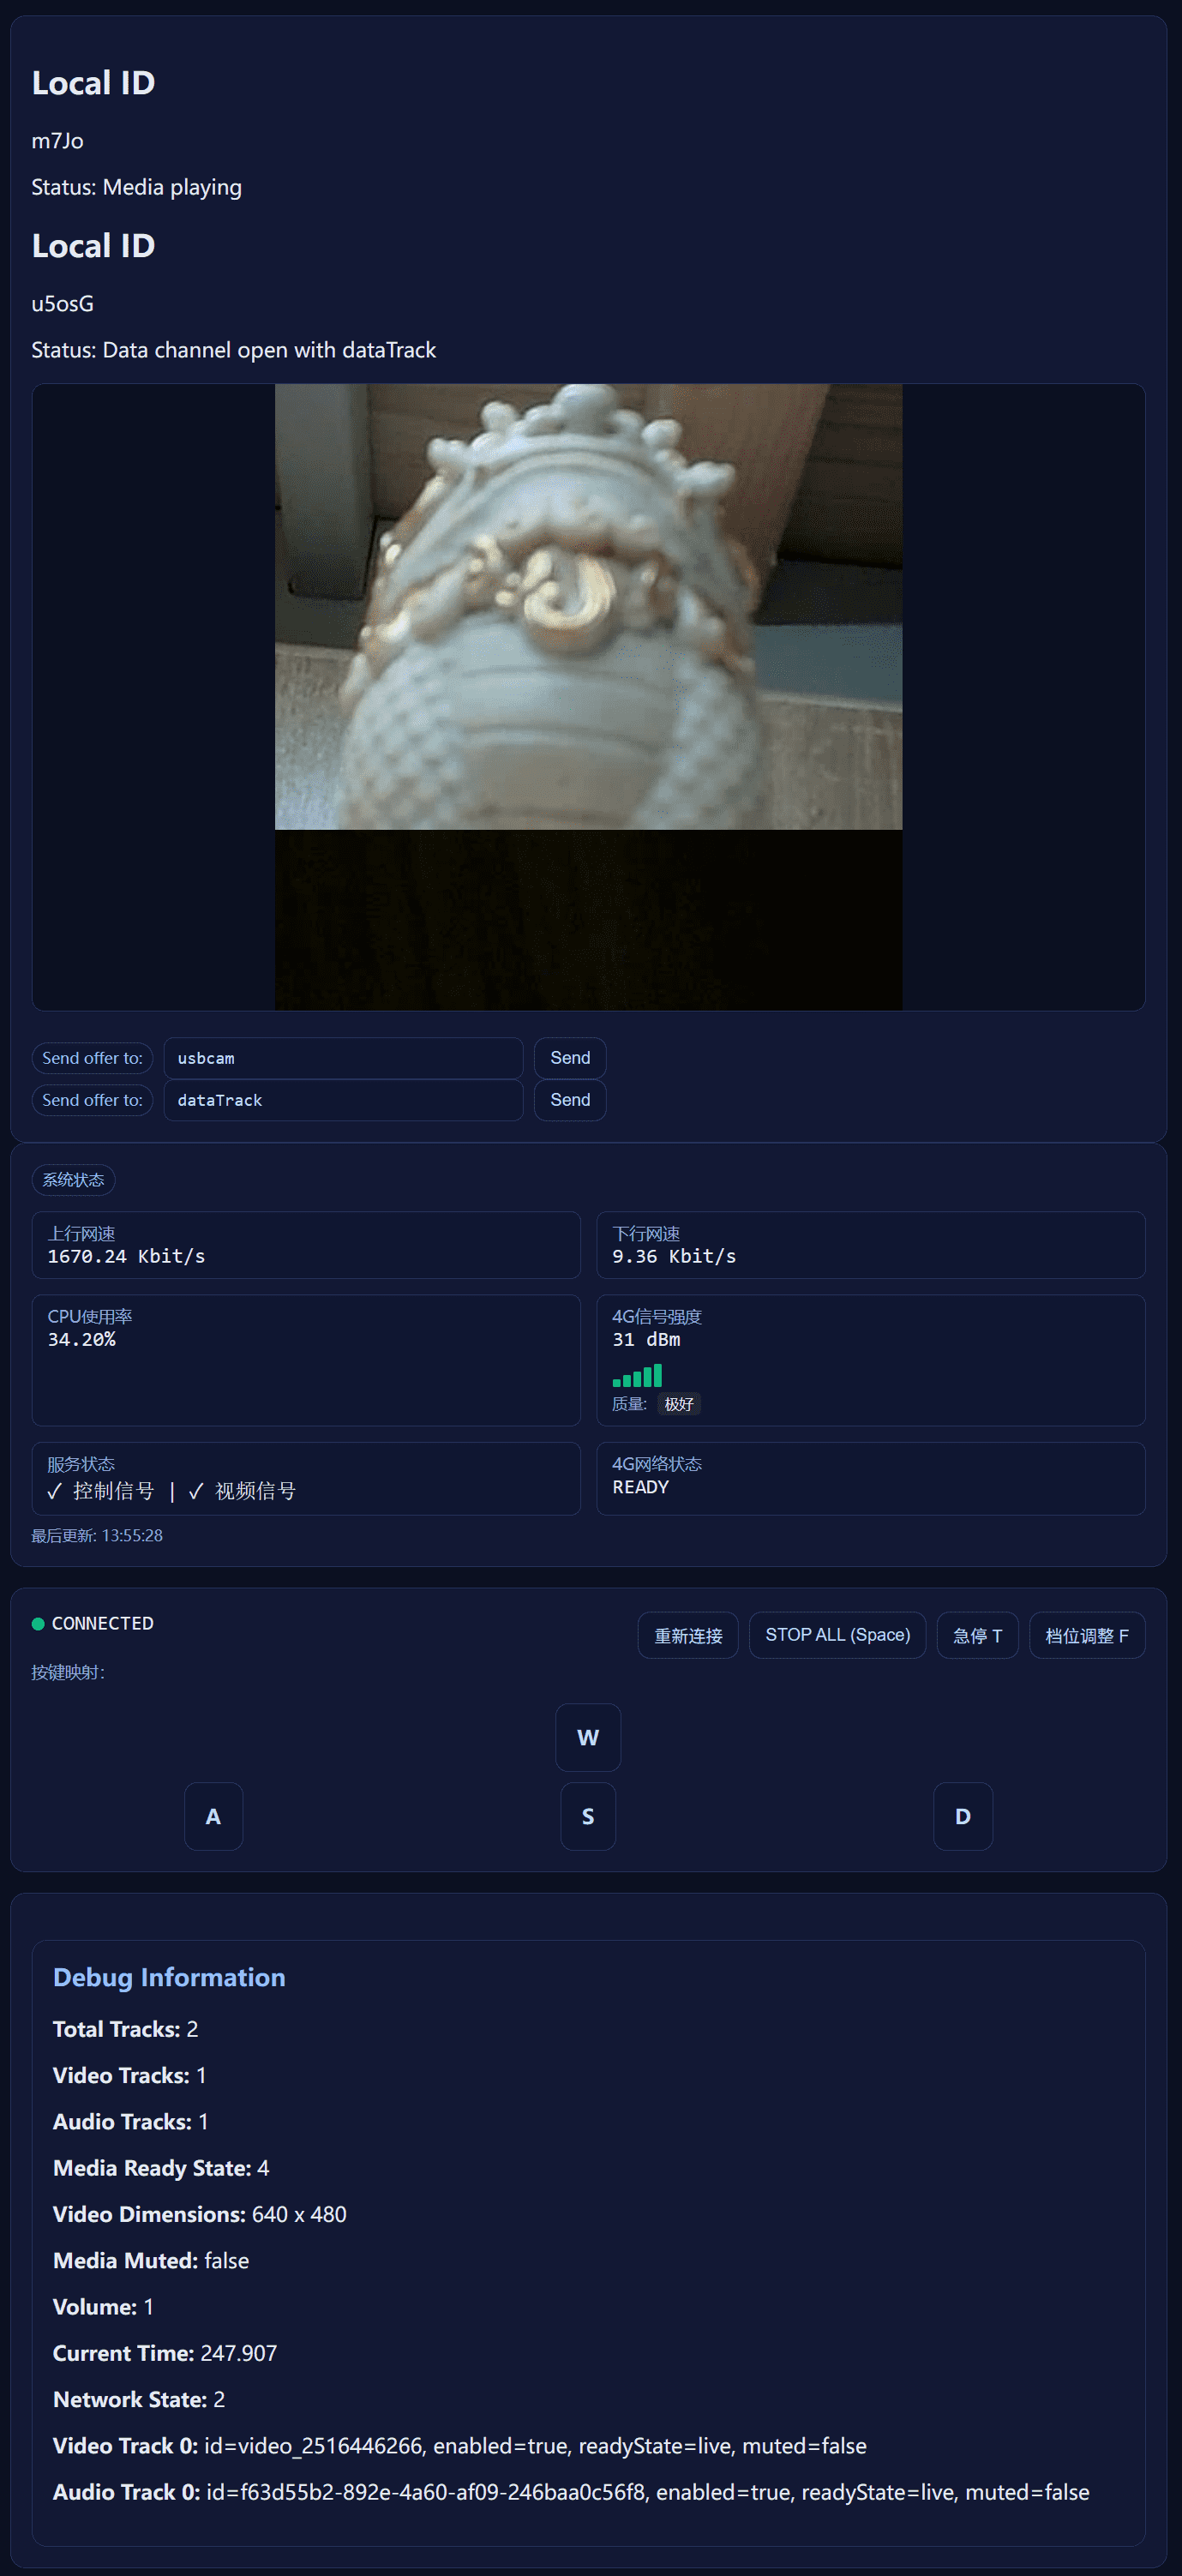 Local ID
m7Jo
Status: Media playing
Local ID
u5osG
Status: Data channel open with dataTrack
Send offer to: usbcam Send
Send offer to: dataTrack Send
系统状态
上行网速
1670.24 Kbit/s
下行网速
9.36 Kbit/s
CPU使用率
34.20%
4G信号强度
31 dBm
质量: 极好
服务状态
✓ 控制信号 | ✓ 视频信号
4G网络状态
READY
最后更新: 13:55:28
CONNECTED
重新连接 STOP ALL (Space) 急停 T 档位调整 F
按键映射:
W
A S D
Debug Information
Total Tracks: 2
Video Tracks: 1
Audio Tracks: 1
Media Ready State: 4
Video Dimensions: 640 x 480
Media Muted: false
Volume: 1
Current Time: 247.907
Network State: 2
Video Track 0: id=video_2516446266, enabled=true, readyState=live, muted=false
Audio Track 0: id=f63d55b2-892e-4a60-af09-246baa0c56f8, enabled=true, readyState=live, muted=false